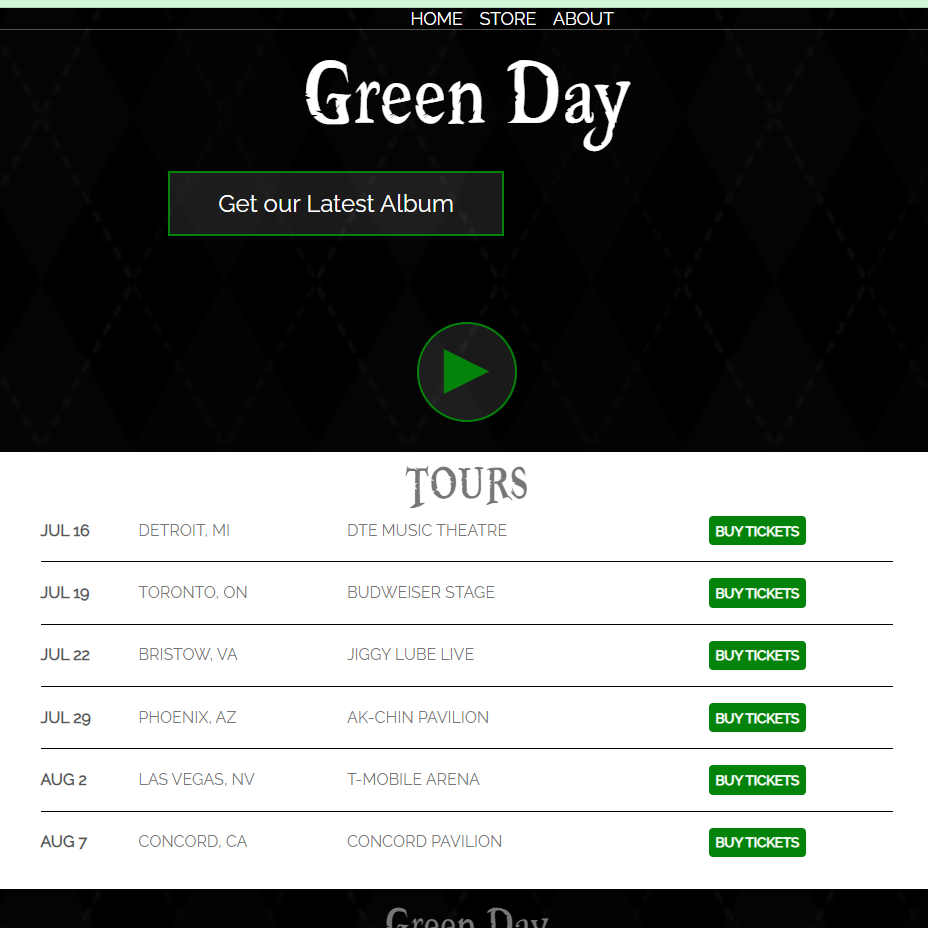 HOME STORE ABOUT
Green Day
Get our Latest Album
TOURS
JUL 16 DETROIT, MI DTE MUSIC THEATRE BUY TICKETS
JUL 19 TORONTO, ON BUDWEISER STAGE BUY TICKETS
JUL 22 BRISTOW, VA JIGGY LUBE LIVE BUY TICKETS
JUL 29 PHOENIX, AZ AK-CHIN PAVILION BUY TICKETS
AUG 2 LAS VEGAS, NV T-MOBILE ARENA BUY TICKETS
AUG 7 CONCORD, CA CONCORD PAVILION BUY TICKETS
Green Day